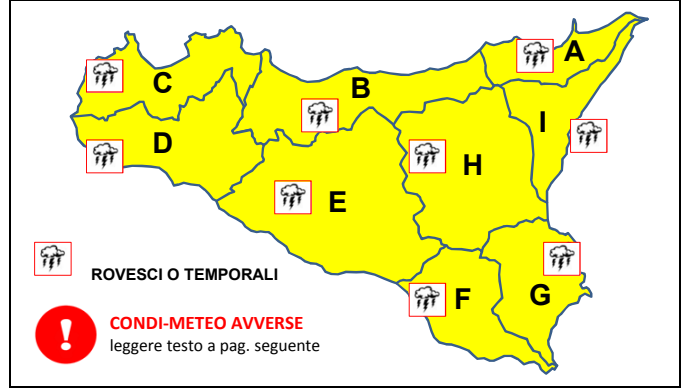 A
B
C
I
D
H
E
F
G
ROVESCI O TEMPORALI
!
CONDI-METEO AVVERSE
leggere testo a pag. seguente